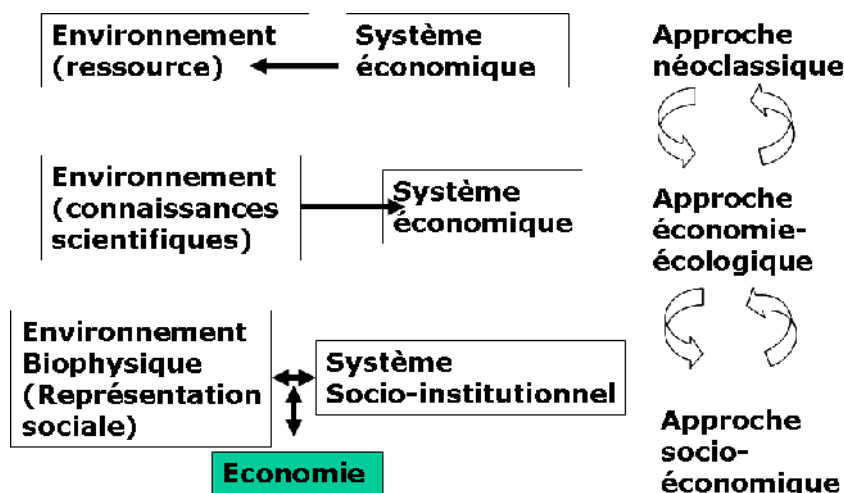 Environnement
(ressource)
Système
économique
Approche
néoclassique
Environnement
(connaissances
scientifiques)
Système
économique
Approche
économie-
écologique
Environnement
Biophysique
(Représentation
sociale)
Système
Socio-institutionnel
Economie
Approche
socio-
économique